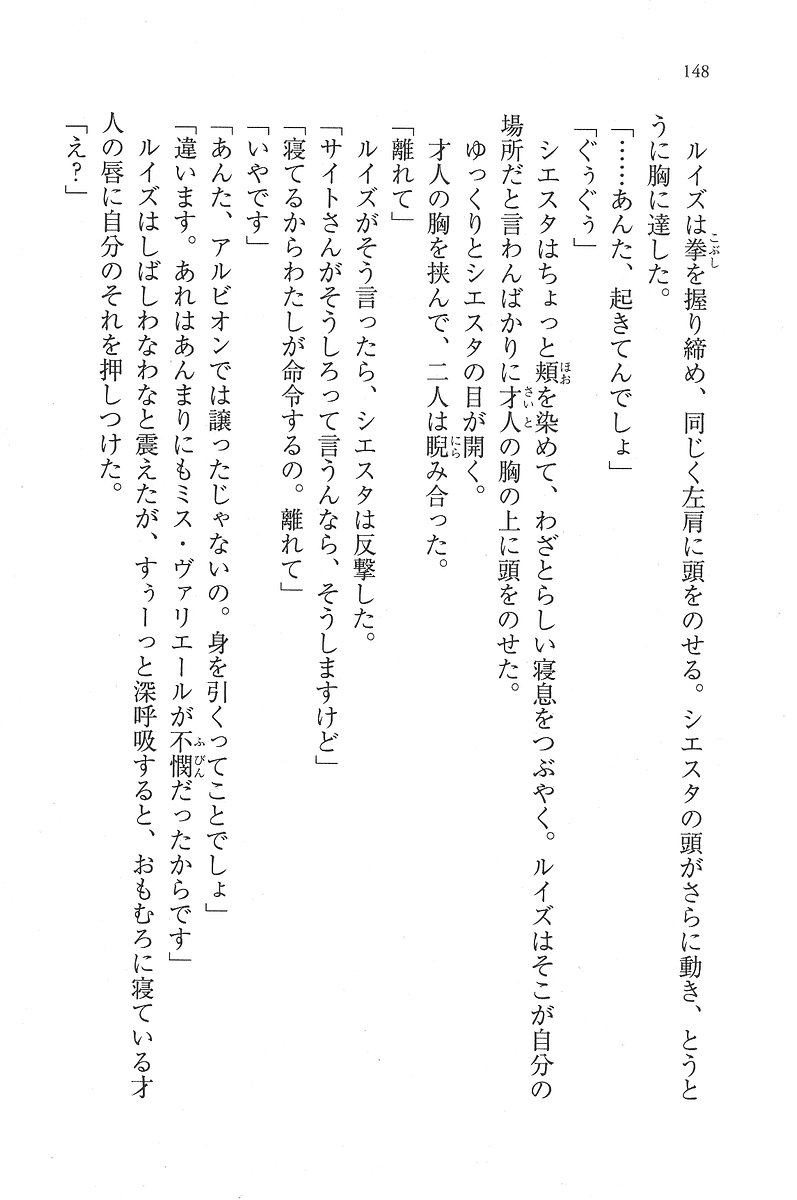 148
ルイズは拳を握り締め、同じく左肩に頭をのせる。シエスタの頭がさらに動き、とうと
うに胸に達した。
「……あんた、起きてんでしょ」
「ぐぅぐぅ」
シエスタはちょっと頬を染めて、わざとらしい寝息をつぶやく。ルイズはそこが自分の
場所だと言わんばかりに才人の胸の上に頭をのせた。
ゆっくりとシエスタの目が開く。
才人の胸を挟んで、二人は睨み合った。
「離れて」
ルイズがそう言ったら、シエスタは反撃した。
「サイトさんがそうしろって言うんなら、そうしますけど」
「寝てるからわたしが命令するの。離れて」
「いやです」
「あんた、アルビオンでは譲ったじゃないの。身を引くってことでしょ」
「違います。あれはあんまりにもミス・ヴァリエールが不憫だったからです」
ルイズはしばしわなわなと震えたが、すぅーっと深呼吸すると、おもむろに寝ている才
人の唇に自分のそれを押しつけた。
「え？」